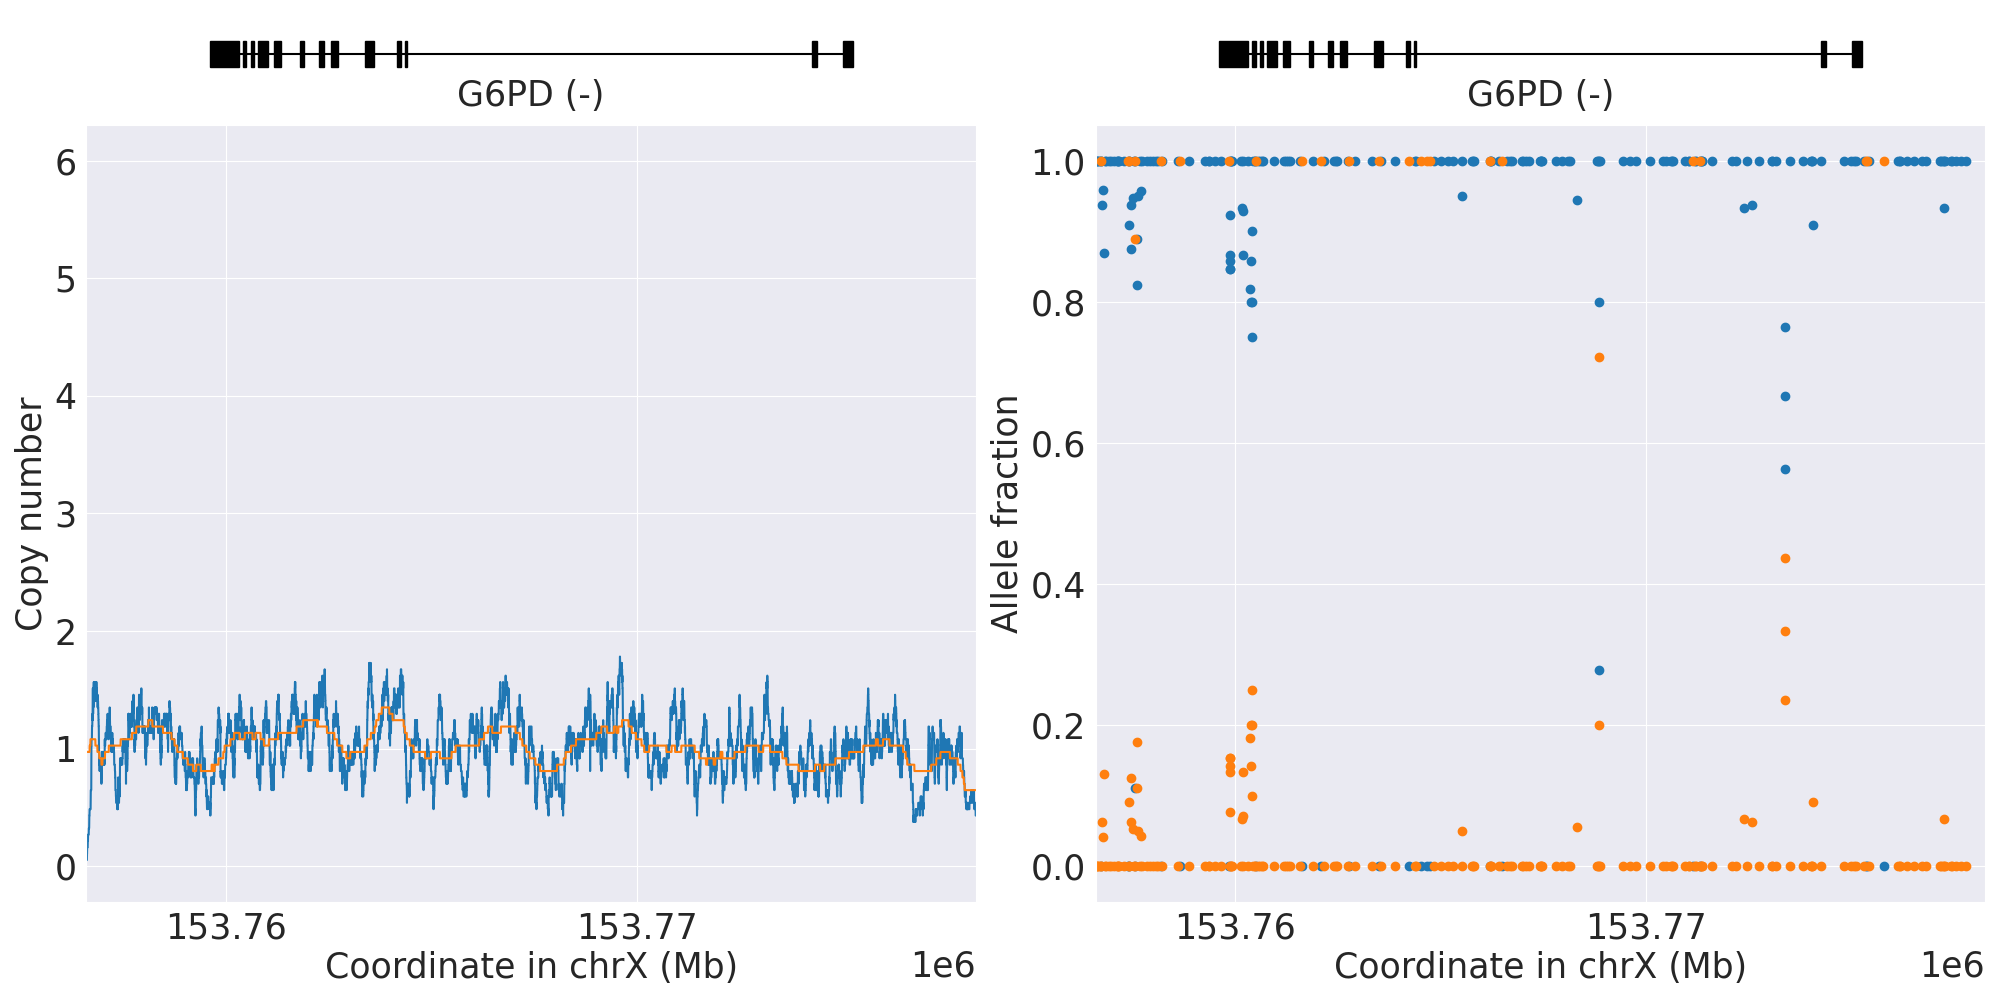 G6PD (-)
6
5
4
3
2
1
0
Copy number
153.76
153.77
Coordinate in chrX (Mb)
1e6
G6PD (-)
1.0
0.8
0.6
0.4
0.2
0.0
Allele fraction
153.76
153.77
Coordinate in chrX (Mb)
1e6